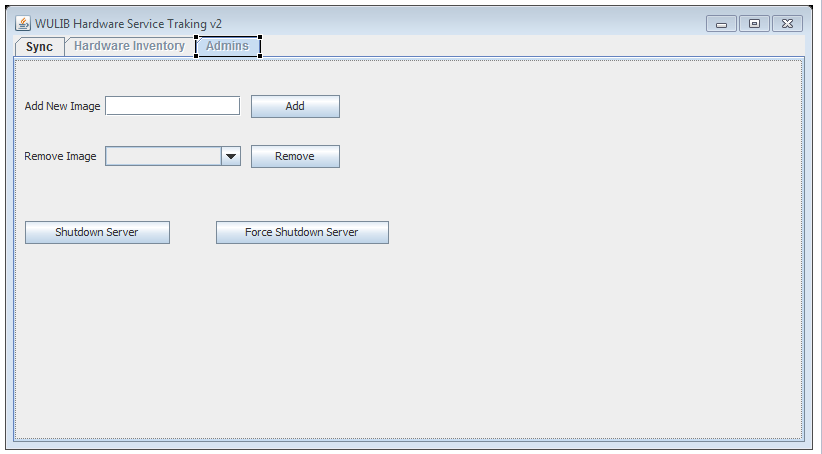 WULIB Hardware Service Traking v2
Sync Hardware Inventory Admins
Add New Image Add
Remove Image Remove
Shutdown Server Force Shutdown Server